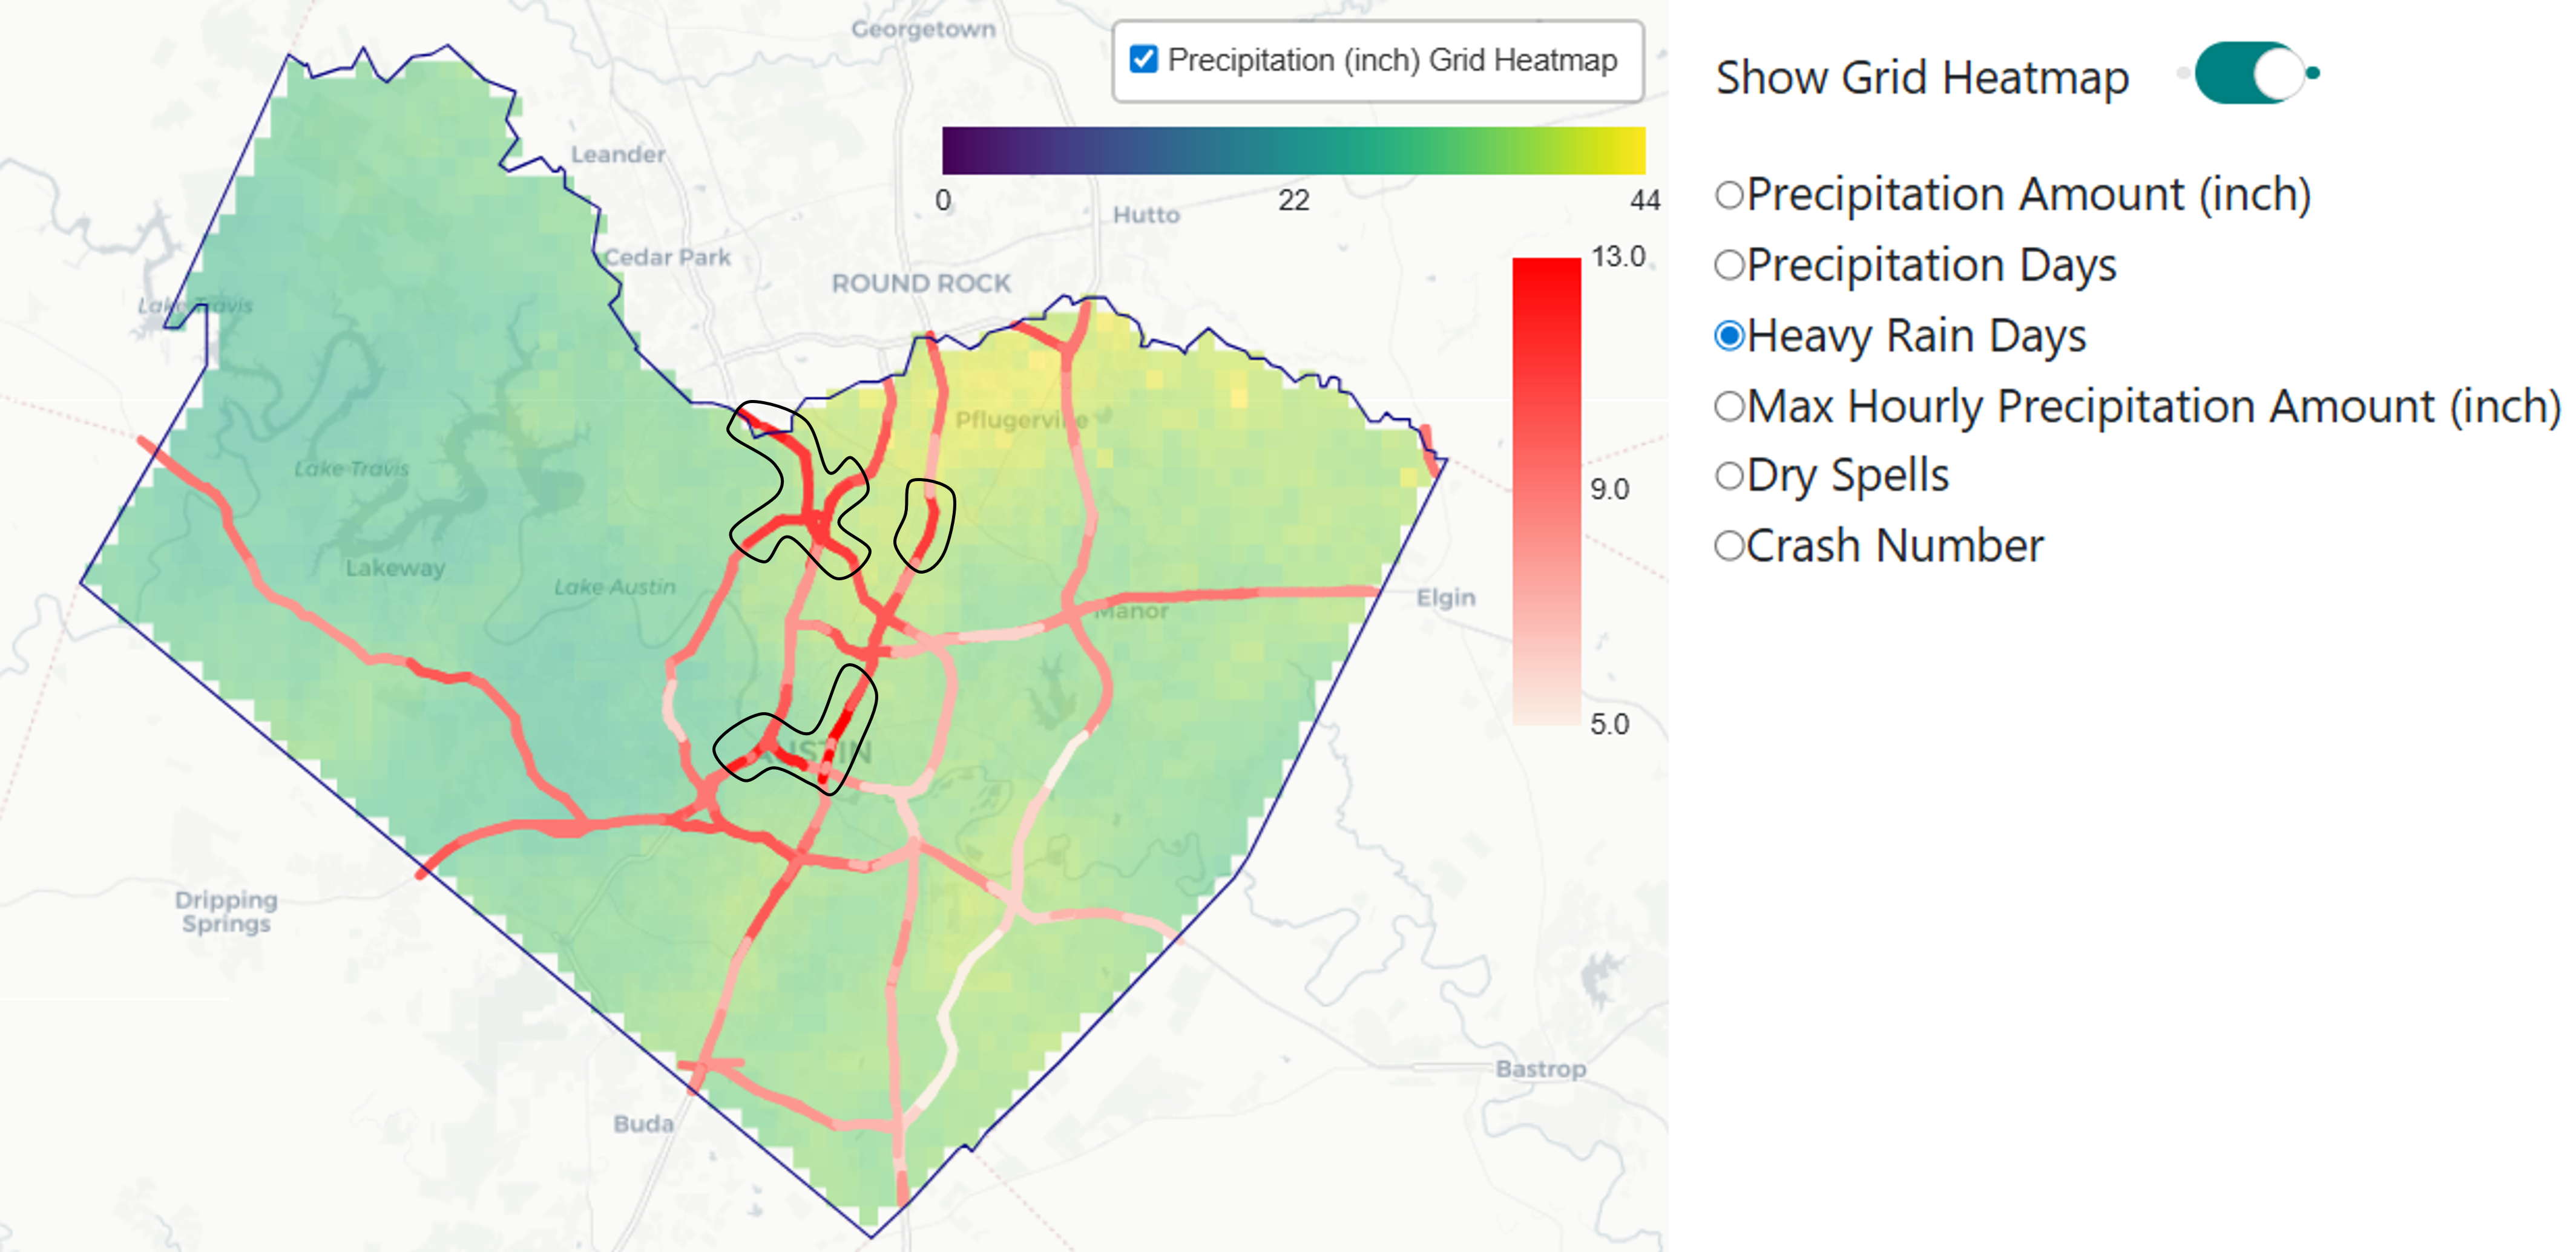 Georgetown
Precipitation (inch) Grid Heatmap
Show Grid Heatmap
Leander
0
22
44
Precipitation Amount (inch)
Hutto
Cedar Park
13.0
Precipitation Days
ROUND ROCK
Lake Travis
Heavy Rain Days
Pflugerville
Max Hourly Precipitation Amount (inch)
Lake Travis
9.0
Dry Spells
Crash Number
Lakeway
Lake Austin
Elgin
Manor
5.0
AUSTIN
Dripping
Springs
Bastrop
Buda